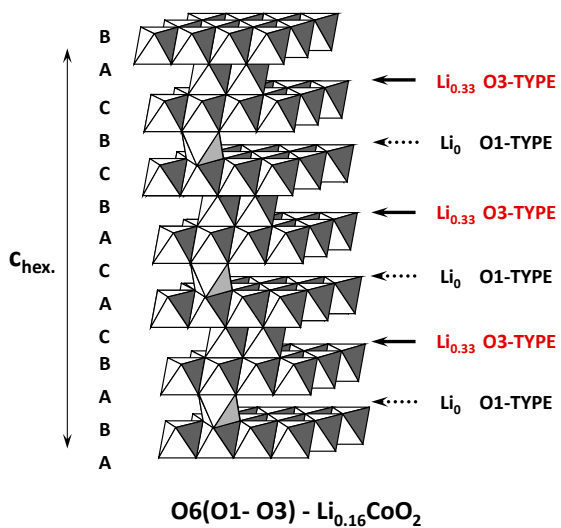 B
A
Li0.33 O3-TYPE
C
B
Li0 O1-TYPE
C
B
Li0.33 O3-TYPE
A
chex.
C
Li0 O1-TYPE
A
C
Li0.33 O3-TYPE
B
A
Li0 O1-TYPE
B
A
O6(O1- O3) - Li0.16CoO2